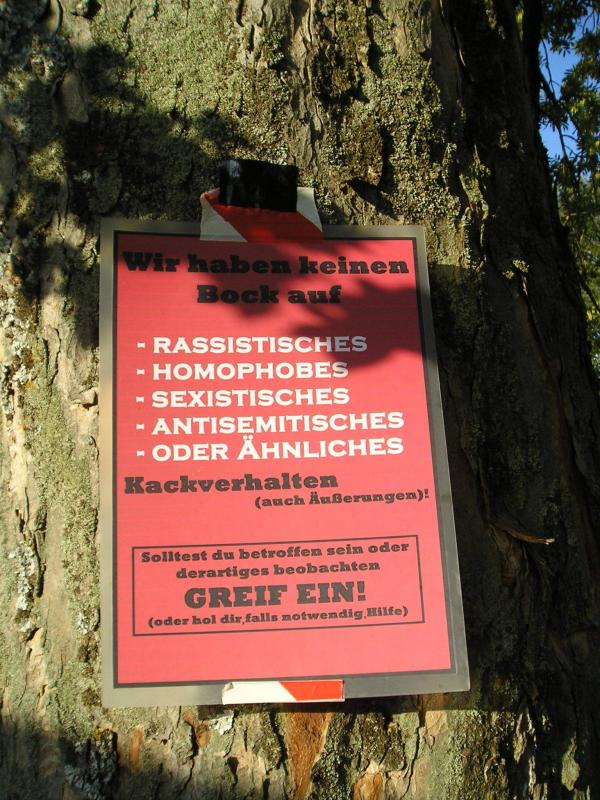 Wir haben keinen
Bock auf
- RASSISTISCHES
- HOMOPHOBES
- SEXISTISCHES
- ANTISEMITISCHES
- ODER ÄHNLICHES
Kackverhalten
(auch Äußerungen)!
Solltest du betroffen sein oder
derartiges beobachten
GREIF EIN!
(oder hol dir,falls notwendig,Hilfe)